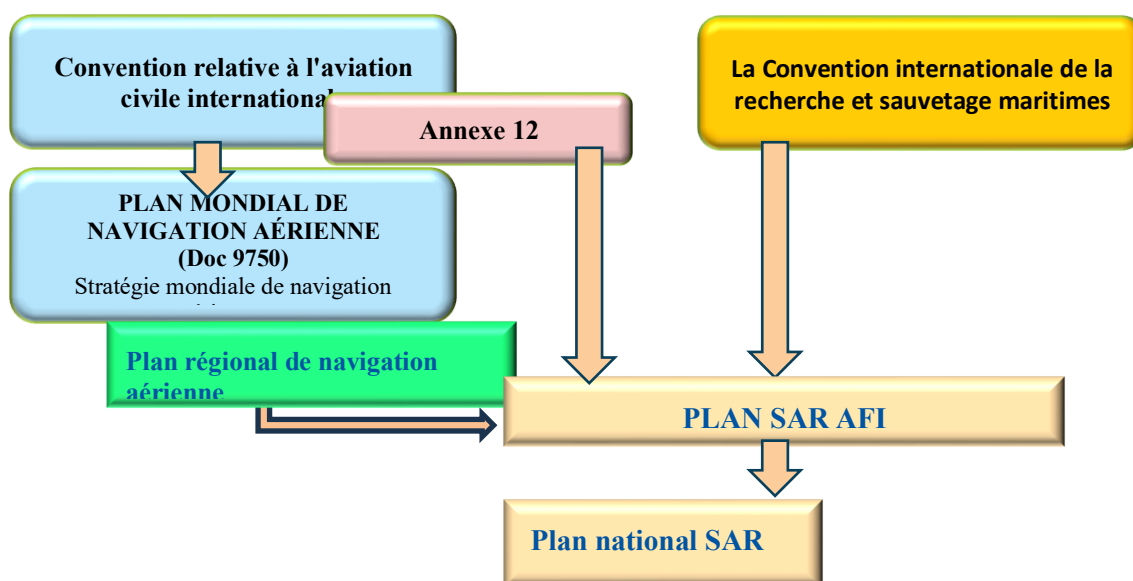 Convention relative à l'aviation
civile international
Annexe 12
La Convention internationale de la
recherche et sauvetage maritimes
PLAN MONDIAL DE
NAVIGATION AÉRIENNE
(Doc 9750)
Stratégie mondiale de navigation
Plan régional de navigation
aérienne
PLAN SAR AFI
Plan national SAR